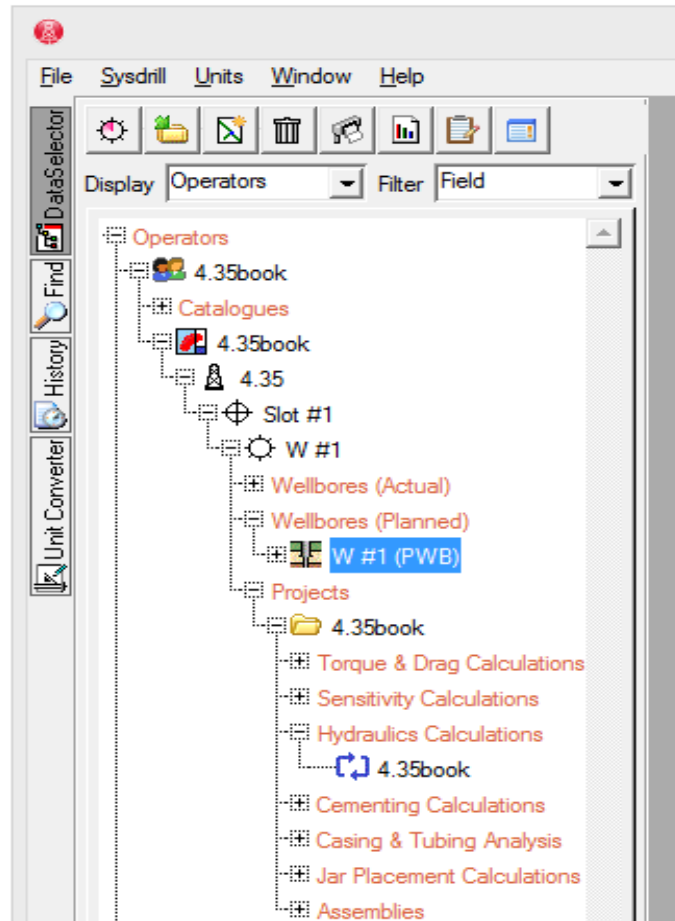 File Sysdrill Units Window Help
Display Operators Filter Field
DataSelector
Find
History
Unit Converter
Operators
4.35book
Catalogues
4.35book
4.35
Slot #1
W #1
Wellbores (Actual)
Wellbores (Planned)
W #1 (PWB)
Projects
4.35book
Torque & Drag Calculations
Sensitivity Calculations
Hydraulics Calculations
4.35book
Cementing Calculations
Casing & Tubing Analysis
Jar Placement Calculations
Assemblies